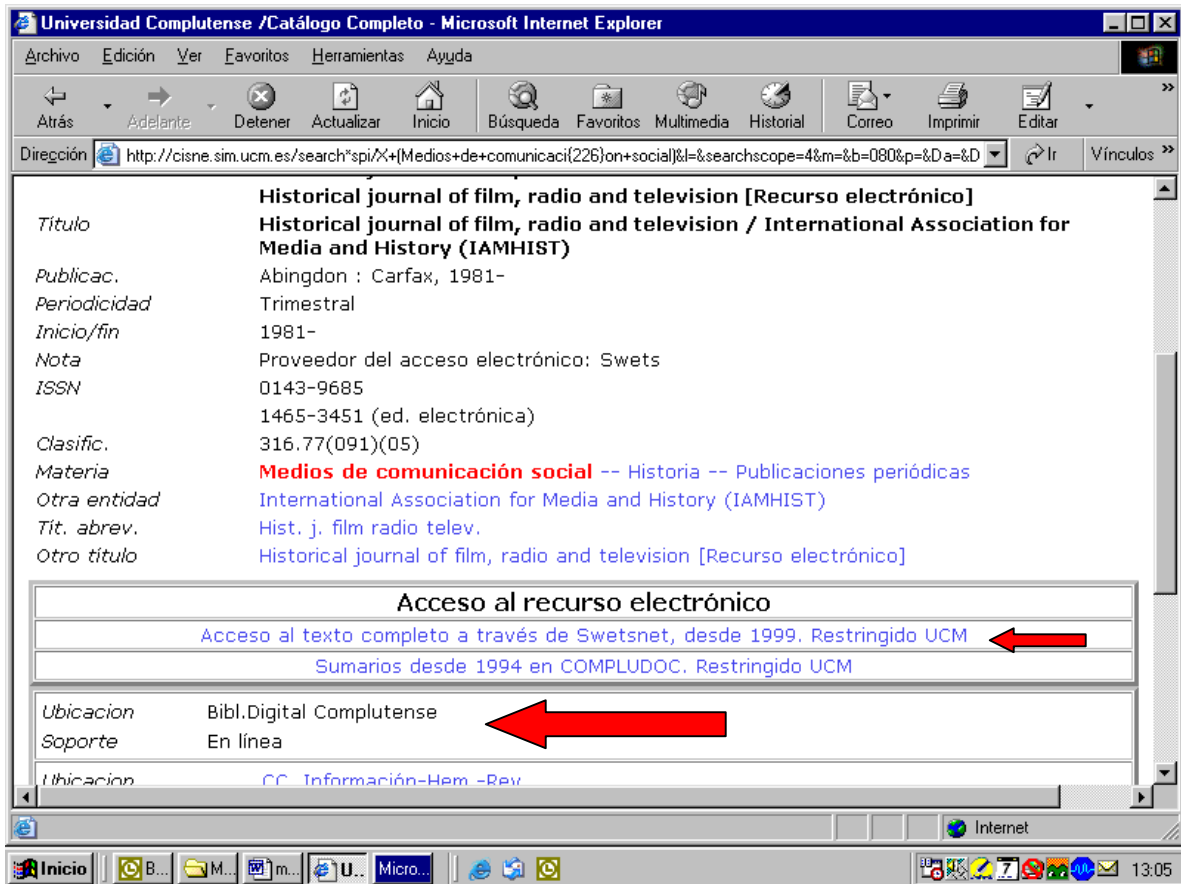 Universidad Complutense /Catálogo Completo - Microsoft Internet Explorer
Archivo Edición Ver Favoritos Herramientas Ayuda
Atrás Adelante Detener Actualizar Inicio Búsqueda Favoritos Multimedia Historial Correo Imprimir Editar »
Dirección http://cisne.sim.ucm.es/search*spi/X+(Medios+de+comunicaci{226}on+social)&l=&searchscope=4&m=&b=080&p=&Da=&D Ir Vínculos »
Historical journal of film, radio and television [Recurso electrónico]
Título Historical journal of film, radio and television / International Association for
Media and History (IAMHIST)
Publicac. Abingdon : Carfax, 1981-
Periodicidad Trimestral
Inicio/fin 1981-
Nota Proveedor del acceso electrónico: Swets
ISSN 0143-9685
1465-3451 (ed. electrónica)
Clasific. 316.77(091)(05)
Materia Medios de comunicación social -- Historia -- Publicaciones periódicas
Otra entidad International Association for Media and History (IAMHIST)
Tít. abrev. Hist. j. film radio telev.
Otro título Historical journal of film, radio and television [Recurso electrónico]
Acceso al recurso electrónico
Acceso al texto completo a través de Swetsnet, desde 1999. Restringido UCM
Sumarios desde 1994 en COMPLUDOC. Restringido UCM
Ubicacion Bibl.Digital Complutense
Soporte En línea
Ubicacion CC. Información-Hem.-Rev
Internet
Inicio B... M... m... U.. Micro... 7 13:05